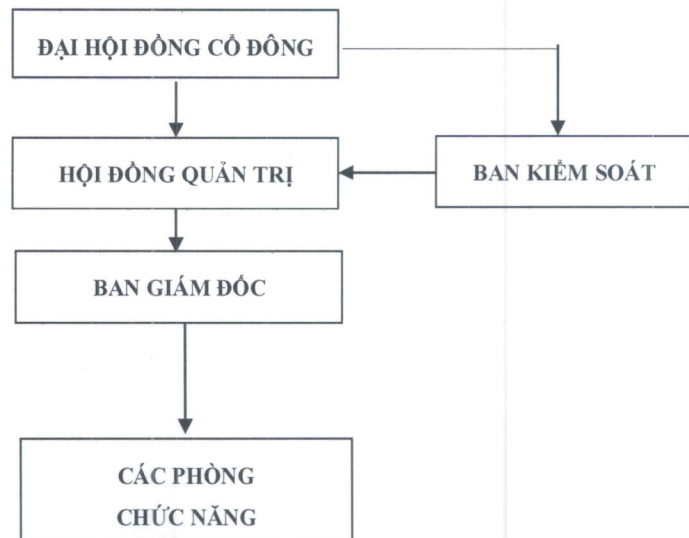 ĐẠI HỘI ĐỒNG CỔ ĐÔNG
HỘI ĐỒNG QUẢN TRỊ
BAN KIỂM SOÁT
BAN GIÁM ĐỐC
CÁC PHÒNG
CHỨC NĂNG